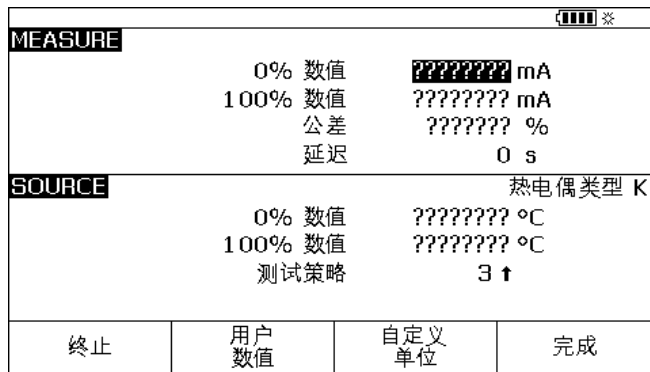 MEASURE
0% 数值 ???????? mA
100% 数值 ???????? mA
公差 ??????? %
延迟 0 s
SOURCE 热电偶类型 K
0% 数值 ???????? °C
100% 数值 ???????? °C
测试策略 3 ↑
终止 用户数值 自定义单位 完成